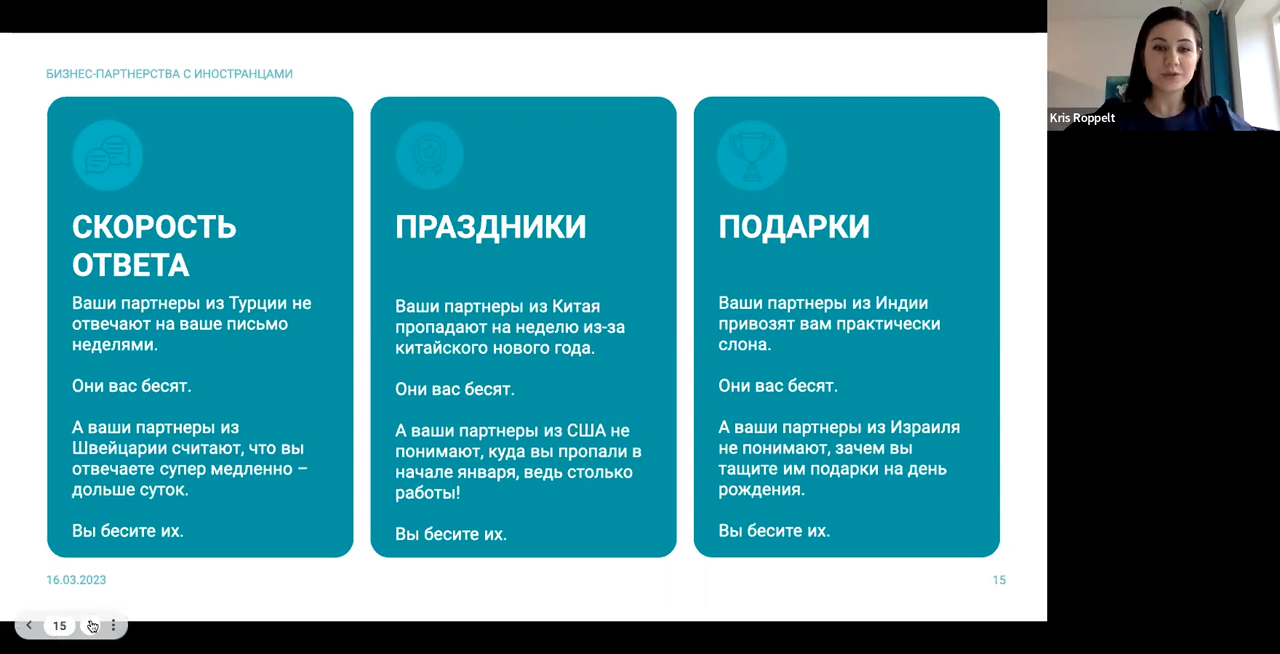 БИЗНЕС-ПАРТНЕРСТВА С ИНОСТРАНЦАМИ
СКОРОСТЬ
ОТВЕТА
Ваши партнеры из Турции не
отвечают на ваше письмо
неделями.
Они вас бесят.
А ваши партнеры из
Швейцарии считают, что вы
отвечаете супер медленно –
дольше суток.
Вы бесите их.
ПРАЗДНИКИ
Ваши партнеры из Китая
пропадают на неделю из-за
китайского нового года.
Они вас бесят.
А ваши партнеры из США не
понимают, куда вы пропали в
начале января, ведь столько
работы!
Вы бесите их.
ПОДАРКИ
Ваши партнеры из Индии
привозят вам практически
слона.
Они вас бесят.
А ваши партнеры из Израиля
не понимают, зачем вы
тащите им подарки на день
рождения.
Вы бесите их.
16.03.2023
15
15
Kris Roppelt